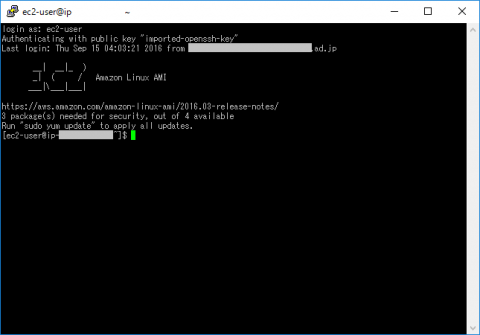 ec2-user@ip ~
login as: ec2-user
Authenticating with public key "imported-openssh-key"
Last login: Thu Sep 15 04:03:21 2016 from .ad.jp
__|  __|_  )
_|  (     /   Amazon Linux AMI
___|\___|___|
https://aws.amazon.com/amazon-linux-ami/2016.03-release-notes/
3 package(s) needed for security, out of 4 available
Run "sudo yum update" to apply all updates.
[ec2-user@ip- ~]$